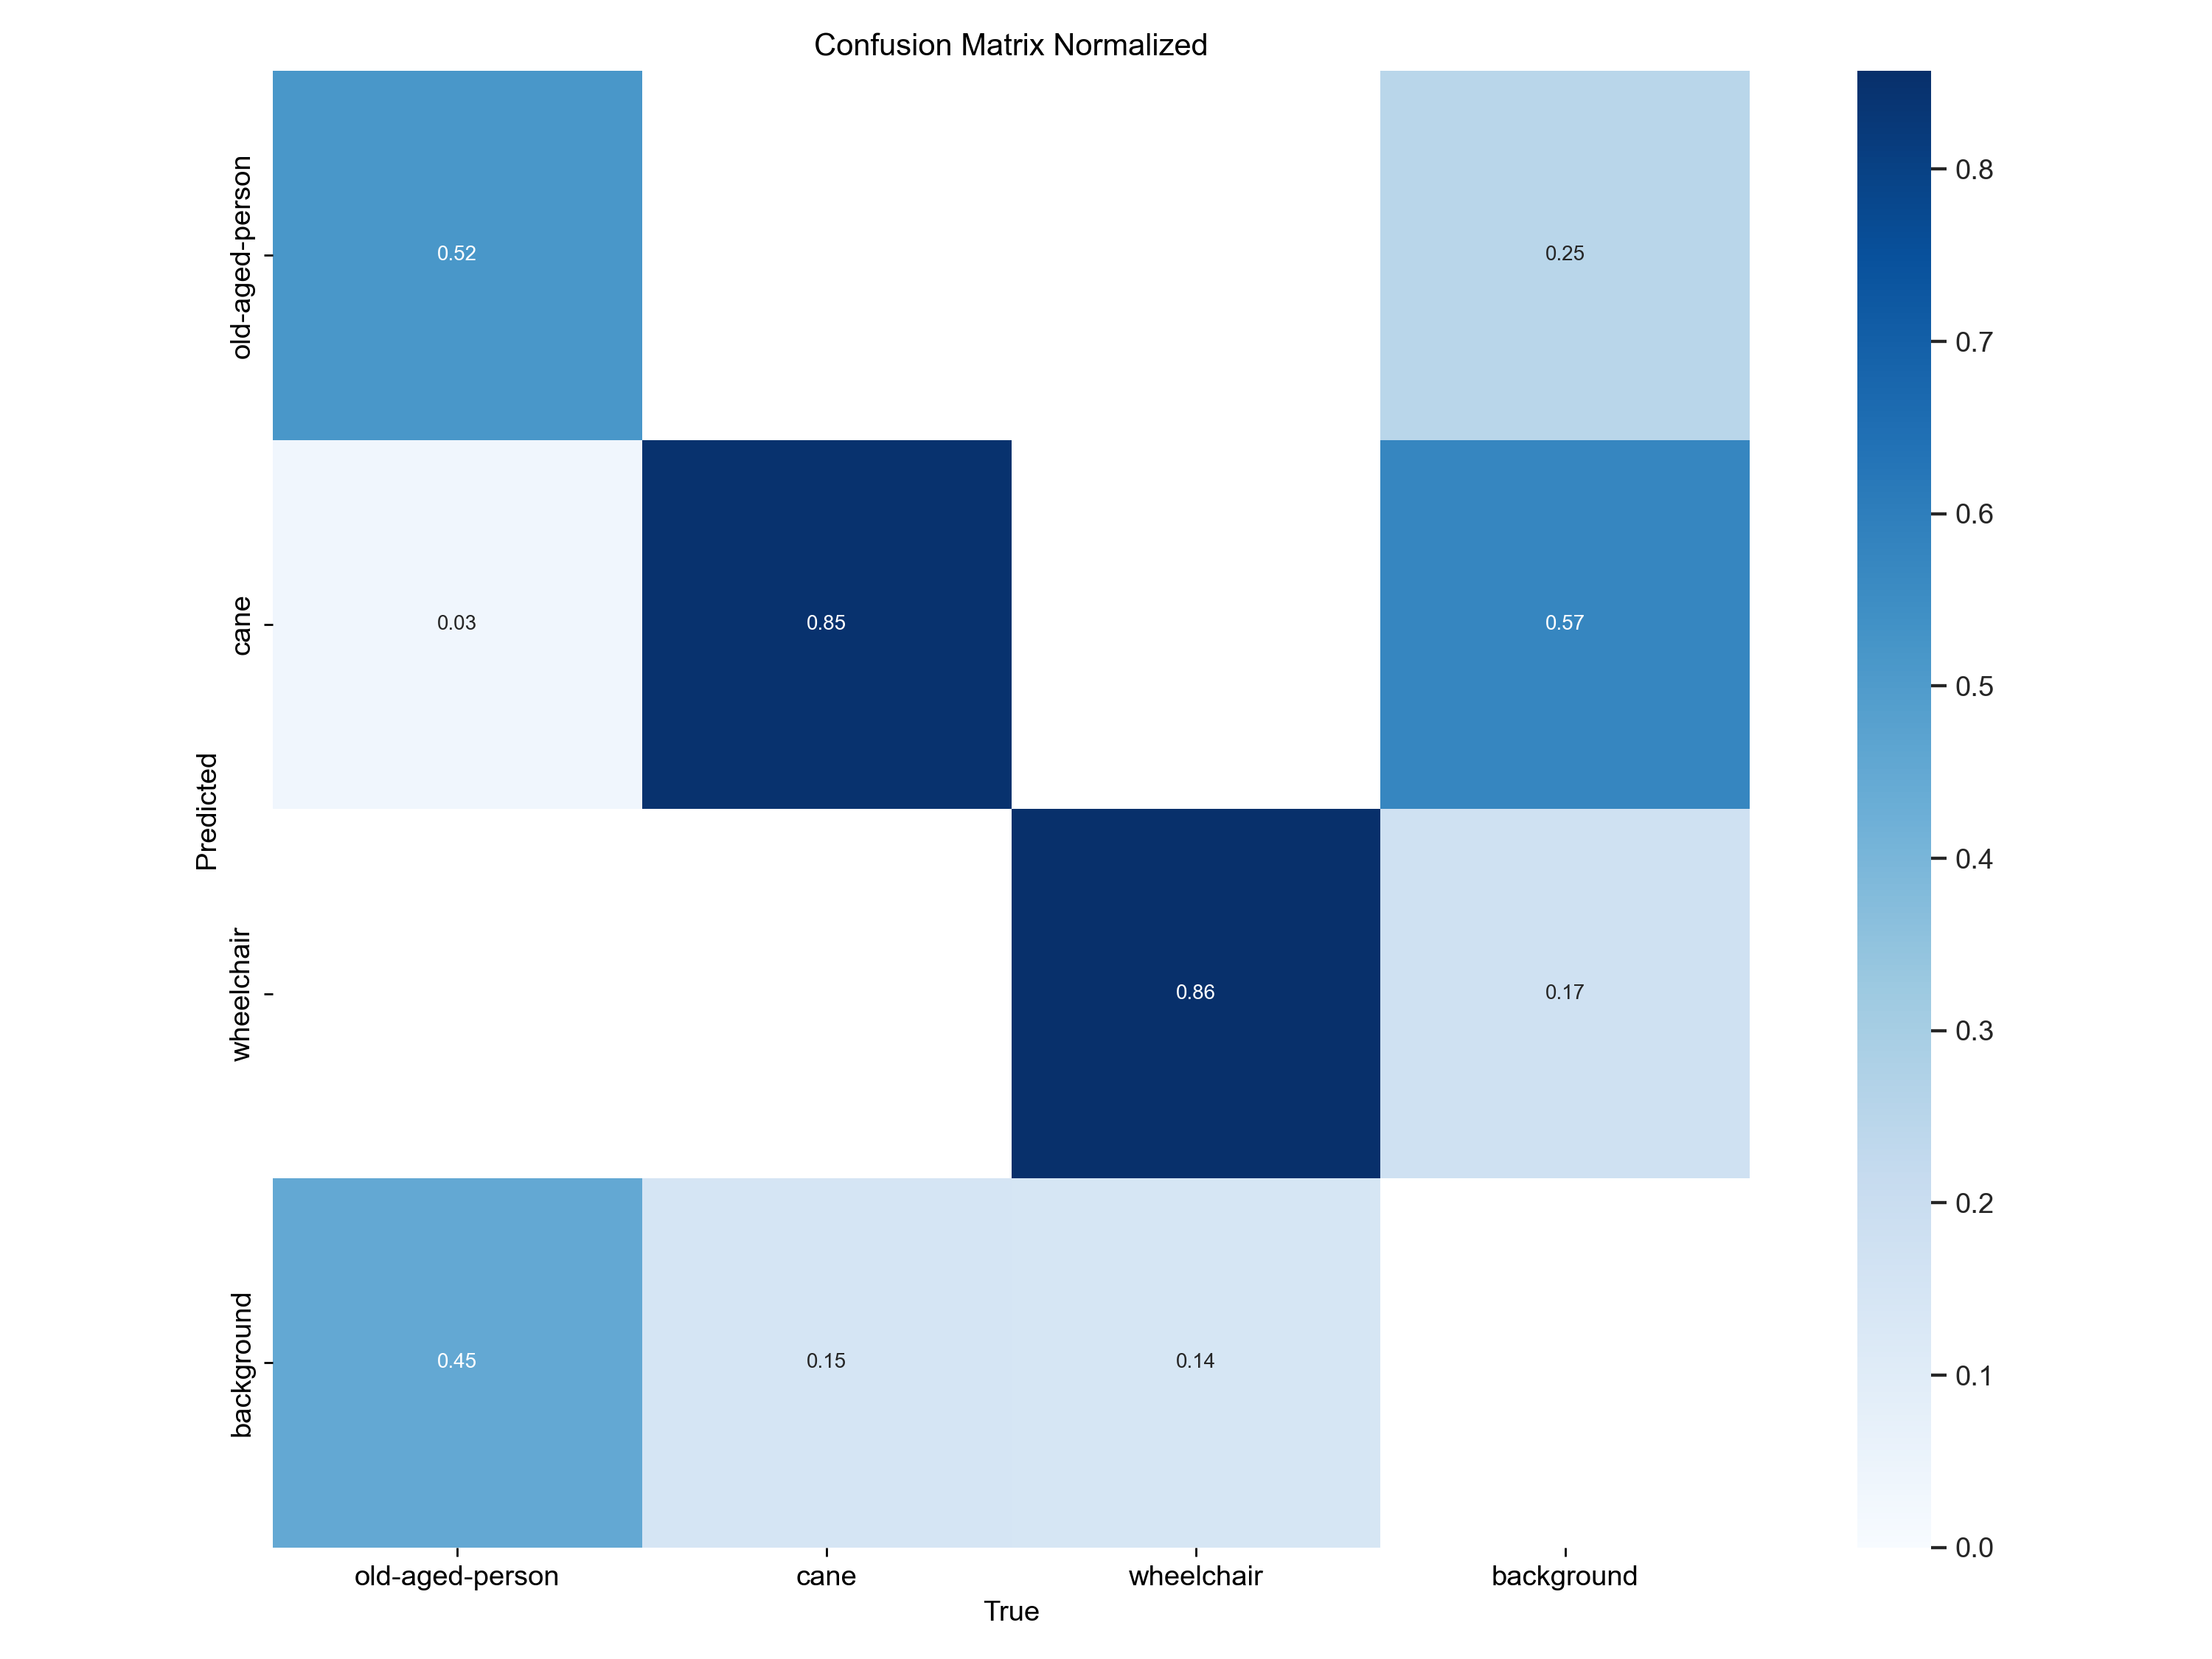 Confusion Matrix Normalized
old-aged-person
0.52
0.25
cane
0.03
0.85
0.57
Predicted
wheelchair
0.86
0.17
background
0.45
0.15
0.14
old-aged-person
cane
wheelchair
background
True
0.8
0.7
0.6
0.5
0.4
0.3
0.2
0.1
0.0